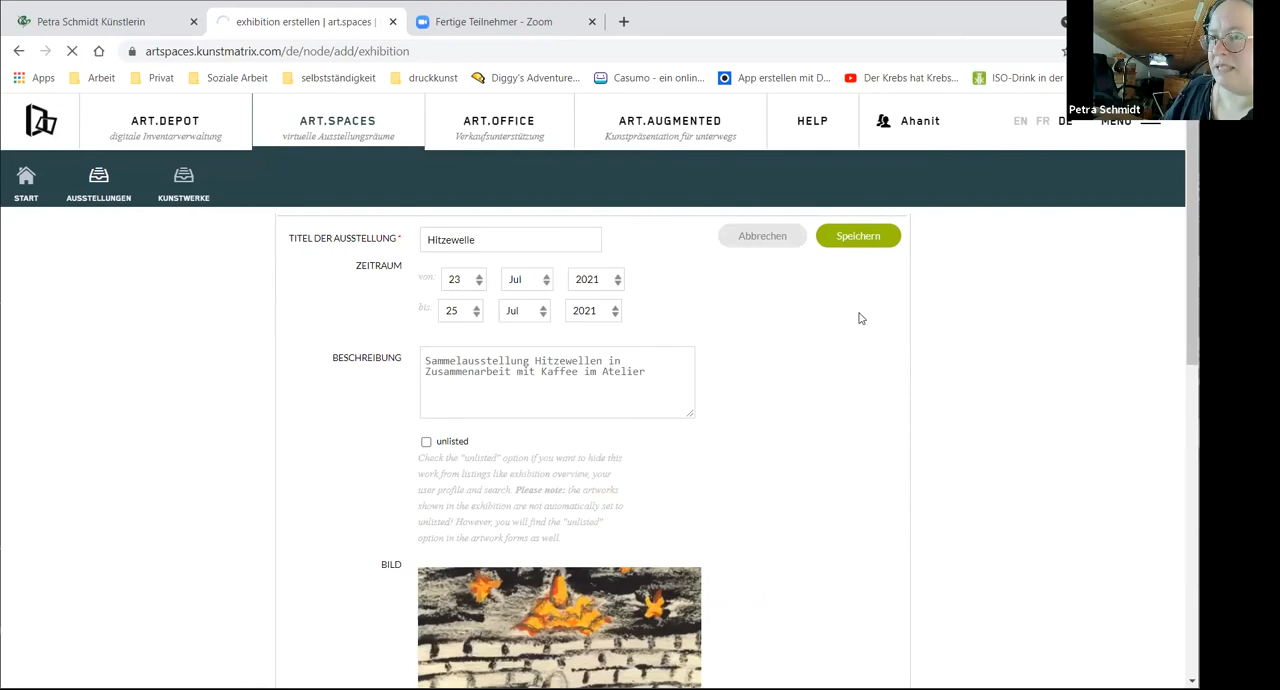 Petra Schmidt Künstlerin
exhibition erstellen | art.spaces |
Fertige Teilnehmer - Zoom
artspaces.kunstmatrix.com/de/node/add/exhibition
Apps
Arbeit
Privat
Soziale Arbeit
selbstständigkeit
druckkunst
Diggy's Adventure...
Casumo - ein onlin...
App erstellen mit D...
Der Krebs hat Krebs...
ISO-Drink in der
Petra Schmidt
ART.DEPOT
digitale Inventarverwaltung
ART.SPACES
virtuelle Ausstellungsräume
ART.OFFICE
Verkaufsunterstützung
ART.AUGMENTED
Kunstpräsentation für unterwegs
HELP
Ahanit
EN FR DE
MENU
START
AUSSTELLUNGEN
KUNSTWERKE
TITEL DER AUSSTELLUNG *
Hitzewelle
Abbrechen
Speichern
ZEITRAUM
von: 23 Jul 2021
bis: 25 Jul 2021
BESCHREIBUNG
Sammelausstellung Hitzewellen in
Zusammenarbeit mit Kaffee im Atelier
unlisted
Check the "unlisted" option if you want to hide this
work from listings like exhibition overview, your
user profile and search. Please note: the artworks
shown in the exhibition are not automatically set to
unlisted! However, you will find the "unlisted"
option in the artwork forms as well.
BILD